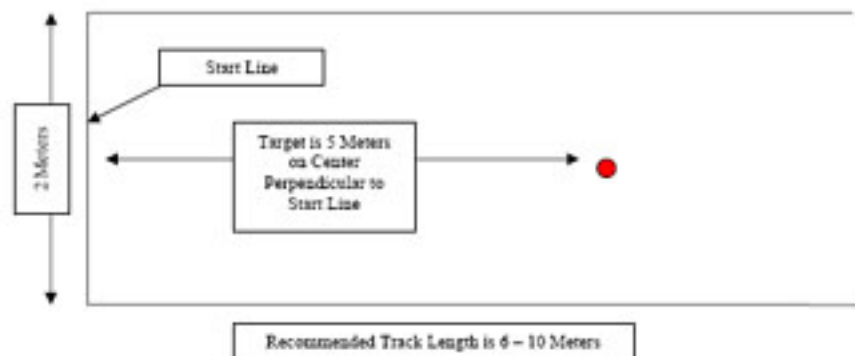 Start Line
2 Meters
Target is 5 Meters
on Center
Perpendicular to
Start Line
Recommended Track Length is 6 – 10 Meters